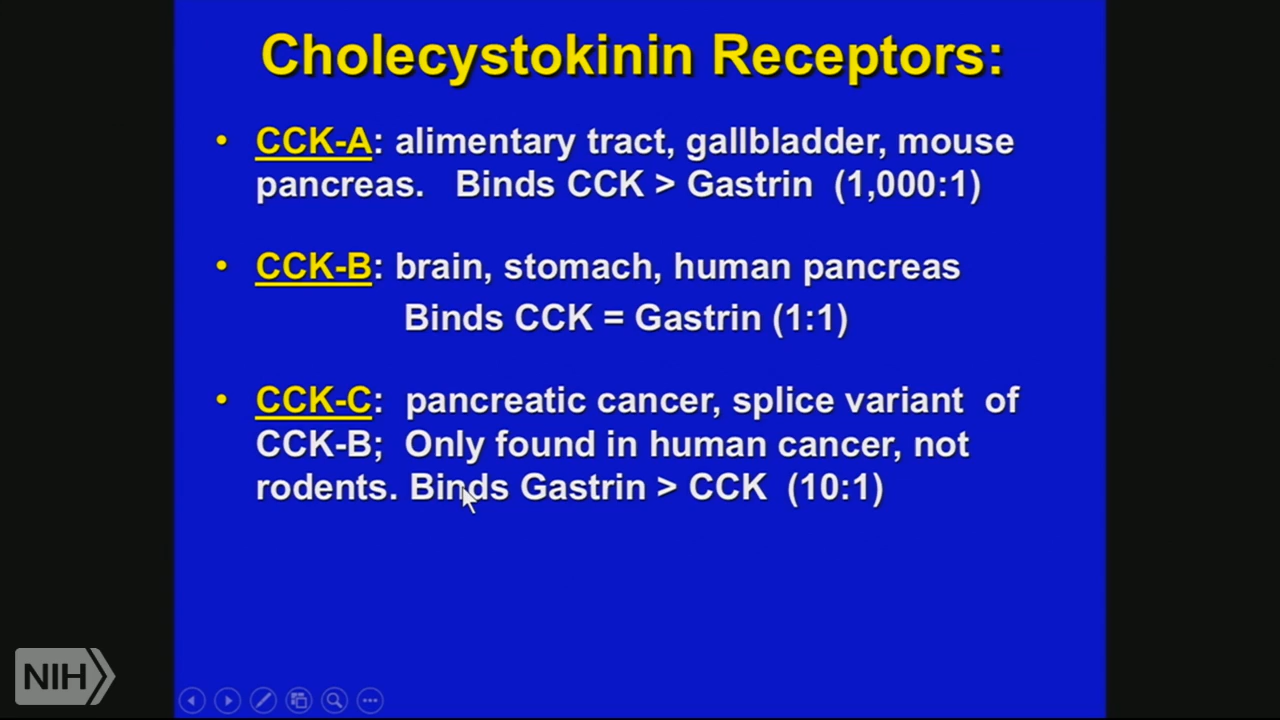 Cholecystokinin Receptors:
• CCK-A: alimentary tract, gallbladder, mouse
pancreas. Binds CCK > Gastrin (1,000:1)
• CCK-B: brain, stomach, human pancreas
Binds CCK = Gastrin (1:1)
• CCK-C: pancreatic cancer, splice variant of
CCK-B; Only found in human cancer, not
rodents. Binds Gastrin > CCK (10:1)
NIH